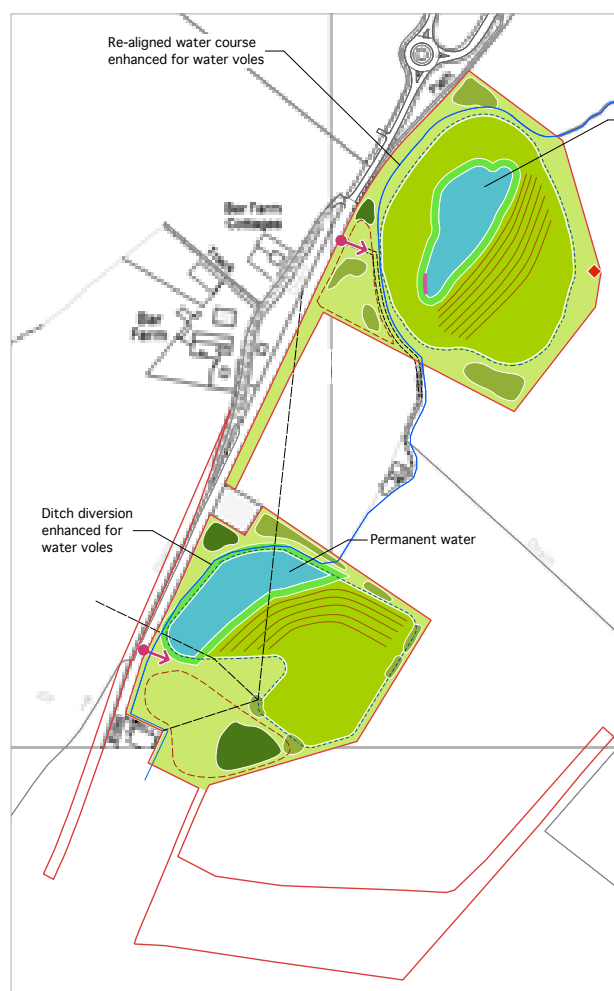 Re-aligned water course
enhanced for water voles
Bar Farm
Cottages
Bar
Farm
Ditch diversion
enhanced for
water voles
Permanent water
Drain